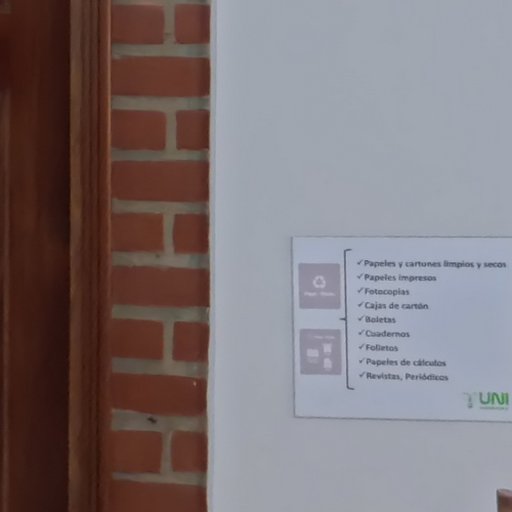 ✓Papeles y cartones limpios y secos
✓Papeles impresos
✓Fotocopias
✓Cajas de cartón
✓Boletas
✓Cuadernos
✓Folletos
✓Papeles de cálculos
✓Revistas, Periódicos
UNI